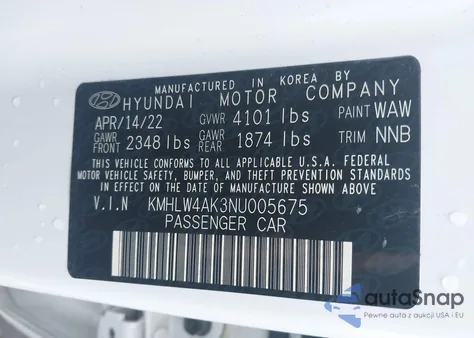 MANUFACTURED IN KOREA BY
HYUNDAI MOTOR COMPANY
APR/14/22 GVWR 4101 lbs PAINT WAW
GAWR FRONT 2348 lbs GAWR REAR 1874 lbs TRIM NNB
THIS VEHICLE CONFORMS TO ALL APPLICABLE U.S.A. FEDERAL
MOTOR VEHICLE SAFETY, BUMPER, AND THEFT PREVENTION
STANDARDS IN EFFECT ON THE DATE OF MANUFACTURE SHOWN ABOVE.
V.I.N KMHLW4AK3NU005675
PASSENGER CAR
autoSnap
Pewne auta z aukcji USA i EU